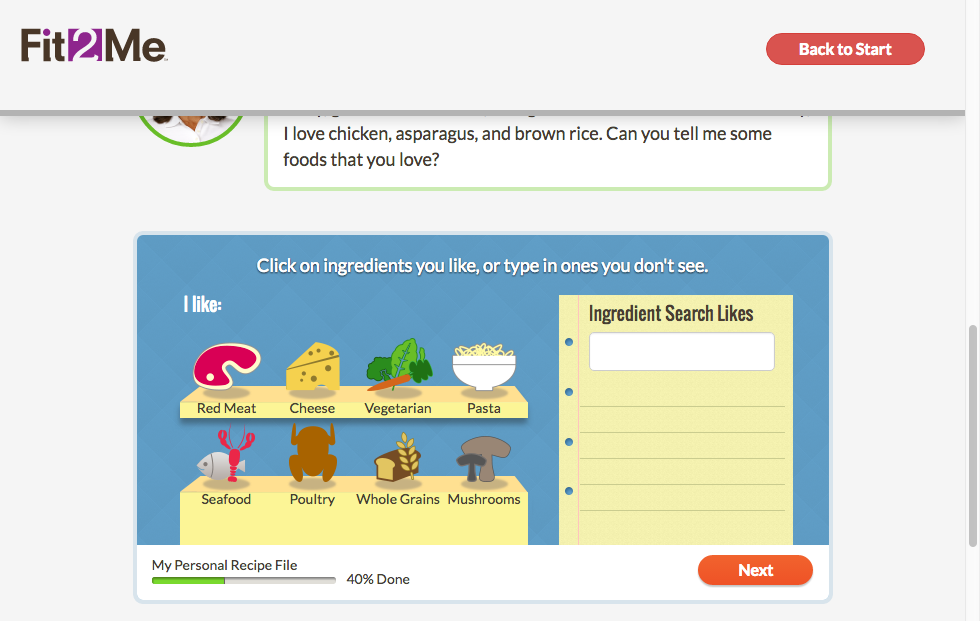 Fit2Me
Back to Start
I love chicken, asparagus, and brown rice. Can you tell me some
foods that you love?
Click on ingredients you like, or type in ones you don't see.
I like:
Ingredient Search Likes
Red Meat
Cheese
Vegetarian
Pasta
Seafood
Poultry
Whole Grains
Mushrooms
My Personal Recipe File
40% Done
Next